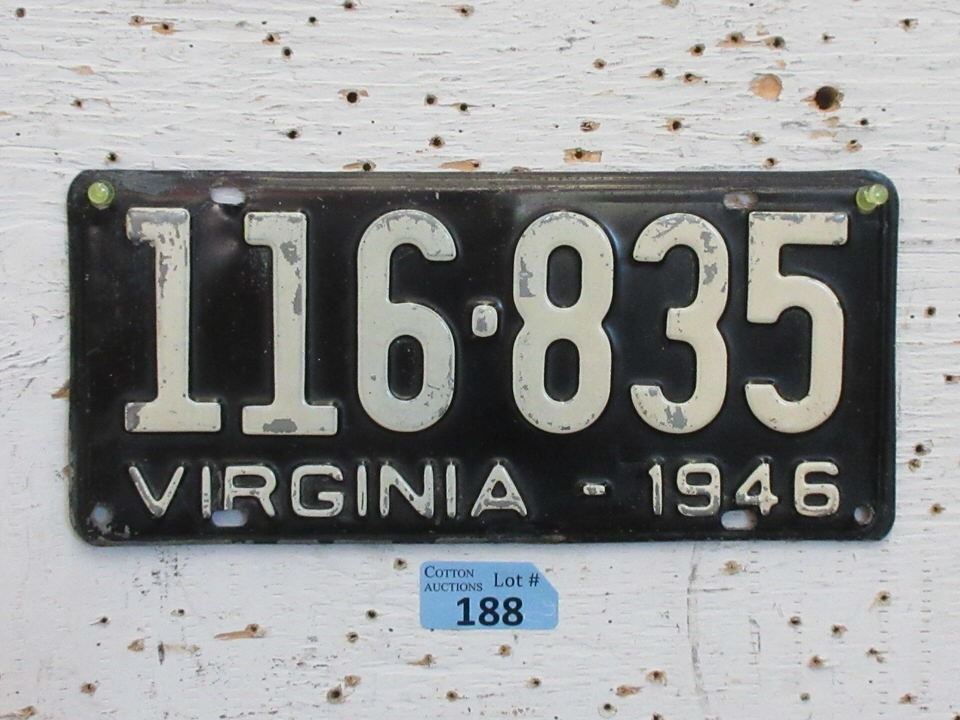 116·835
VIRGINIA - 1946
COTTON
AUCTIONS Lot #
188